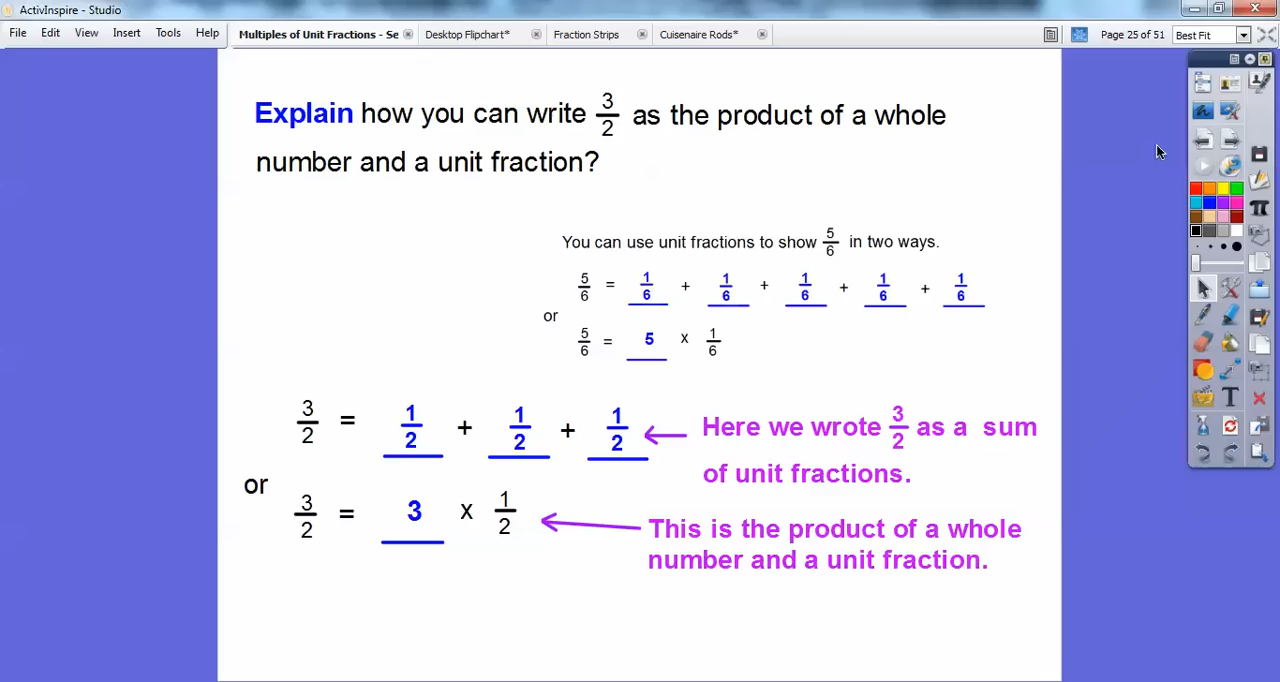 ActivInspire - Studio
File Edit View Insert Tools Help Multiples of Unit Fractions - Se Desktop Flipchart* Fraction Strips Cuisenaire Rods* Page 25 of 51 Best Fit
Explain how you can write 3/2 as the product of a whole
number and a unit fraction?
You can use unit fractions to show 5/6 in two ways.
5/6 = 1/6 + 1/6 + 1/6 + 1/6 + 1/6
or
5/6 = 5 x 1/6
3/2 = 1/2 + 1/2 + 1/2 Here we wrote 3/2 as a sum
of unit fractions.
or
3/2 = 3 x 1/2 This is the product of a whole
number and a unit fraction.